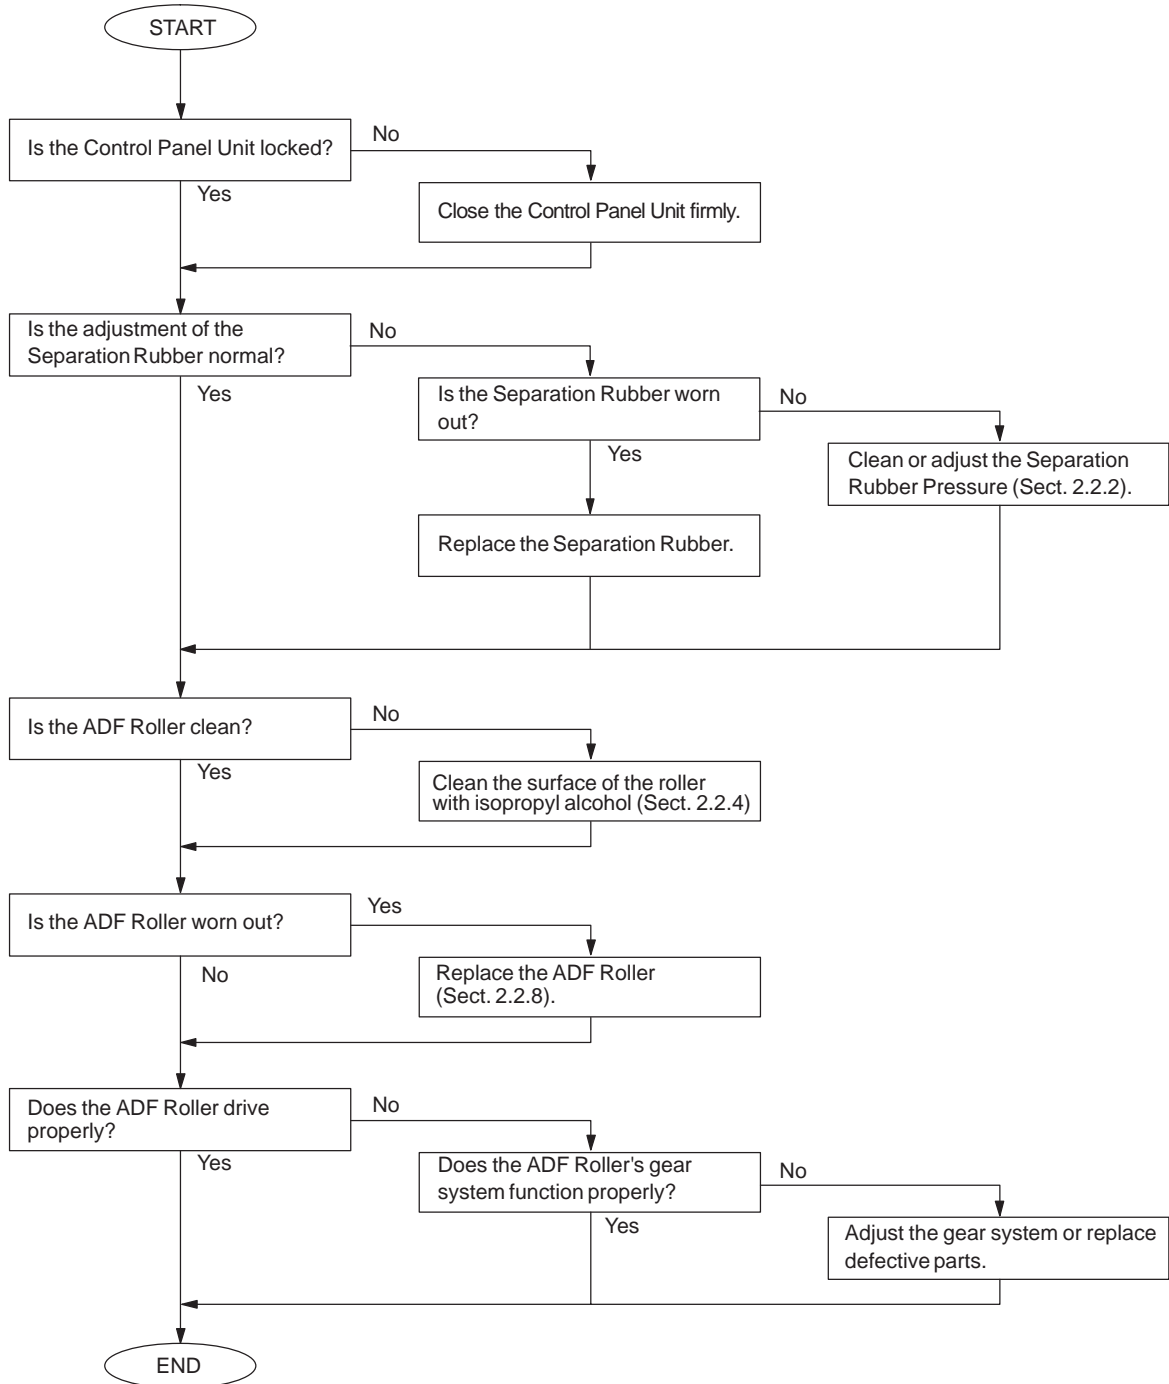 START
Is the Control Panel Unit locked?
No
Yes
Close the Control Panel Unit firmly.
Is the adjustment of the
Separation Rubber normal?
No
Yes
Is the Separation Rubber worn
out?
No
Yes
Clean or adjust the Separation
Rubber Pressure (Sect. 2.2.2).
Replace the Separation Rubber.
Is the ADF Roller clean?
No
Yes
Clean the surface of the roller
with isopropyl alcohol (Sect. 2.2.4)
Is the ADF Roller worn out?
Yes
No
Replace the ADF Roller
(Sect. 2.2.8).
Does the ADF Roller drive
properly?
No
Yes
Does the ADF Roller's gear
system function properly?
No
Yes
Adjust the gear system or replace
defective parts.
END